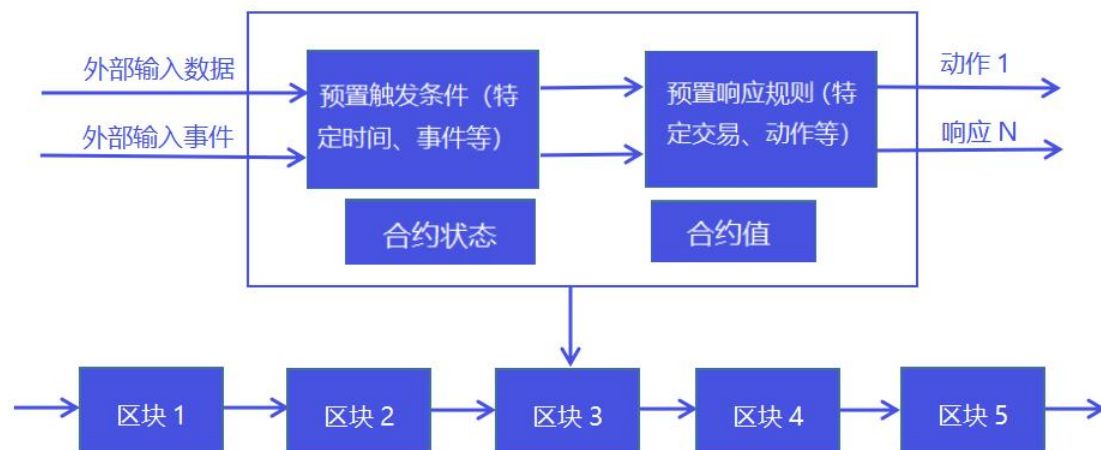 外部输入数据
外部输入事件
预置触发条件（特
定时间、事件等）
预置响应规则（特
定交易、动作等）
动作 1
响应 N
合约状态
合约值
区块 1
区块 2
区块 3
区块 4
区块 5